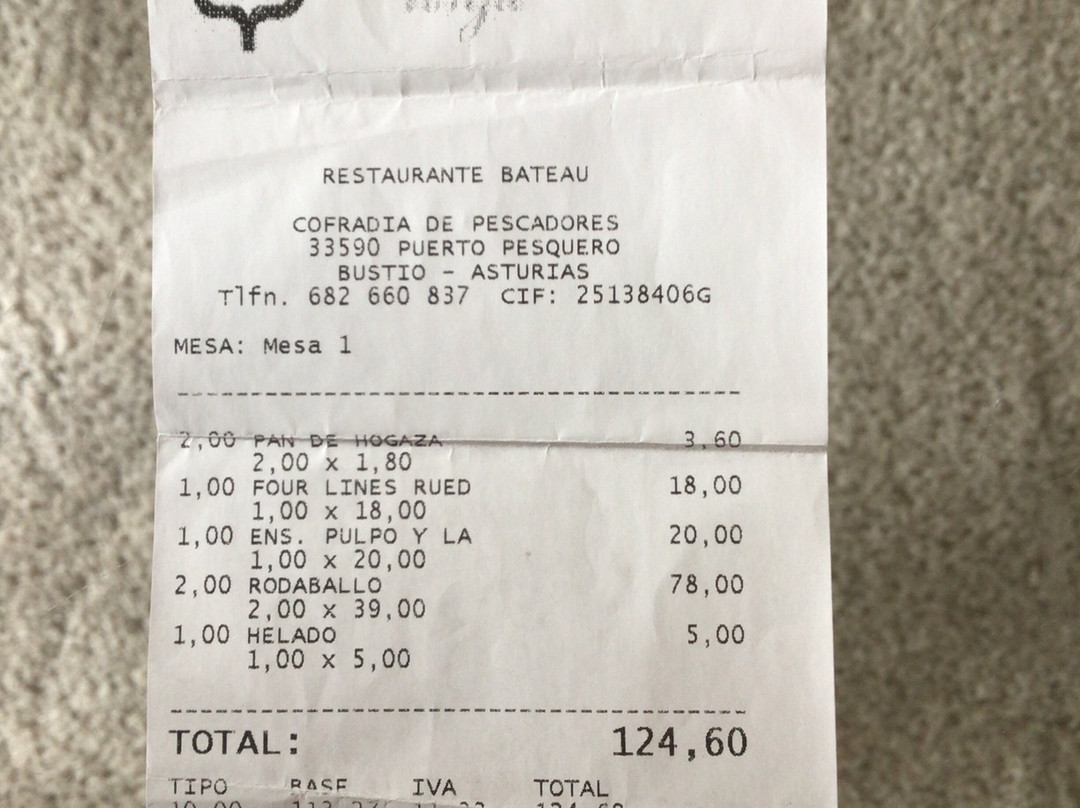 RESTAURANTE BATEAU
COFRADIA DE PESCADORES
33590 PUERTO PESQUERO
BUSTIO - ASTURIAS
Tlfn. 682 660 837 CIF: 25138406G
MESA: Mesa 1
2,00 PAN DE HOGAZA 3,60
2,00 x 1,80
1,00 FOUR LINES RUED 18,00
1,00 x 18,00
1,00 ENS. PULPO Y LA 20,00
1,00 x 20,00
2,00 RODABALLO 78,00
2,00 x 39,00
1,00 HELADO 5,00
1,00 x 5,00
TOTAL: 124,60
TIPO BASE IVA TOTAL